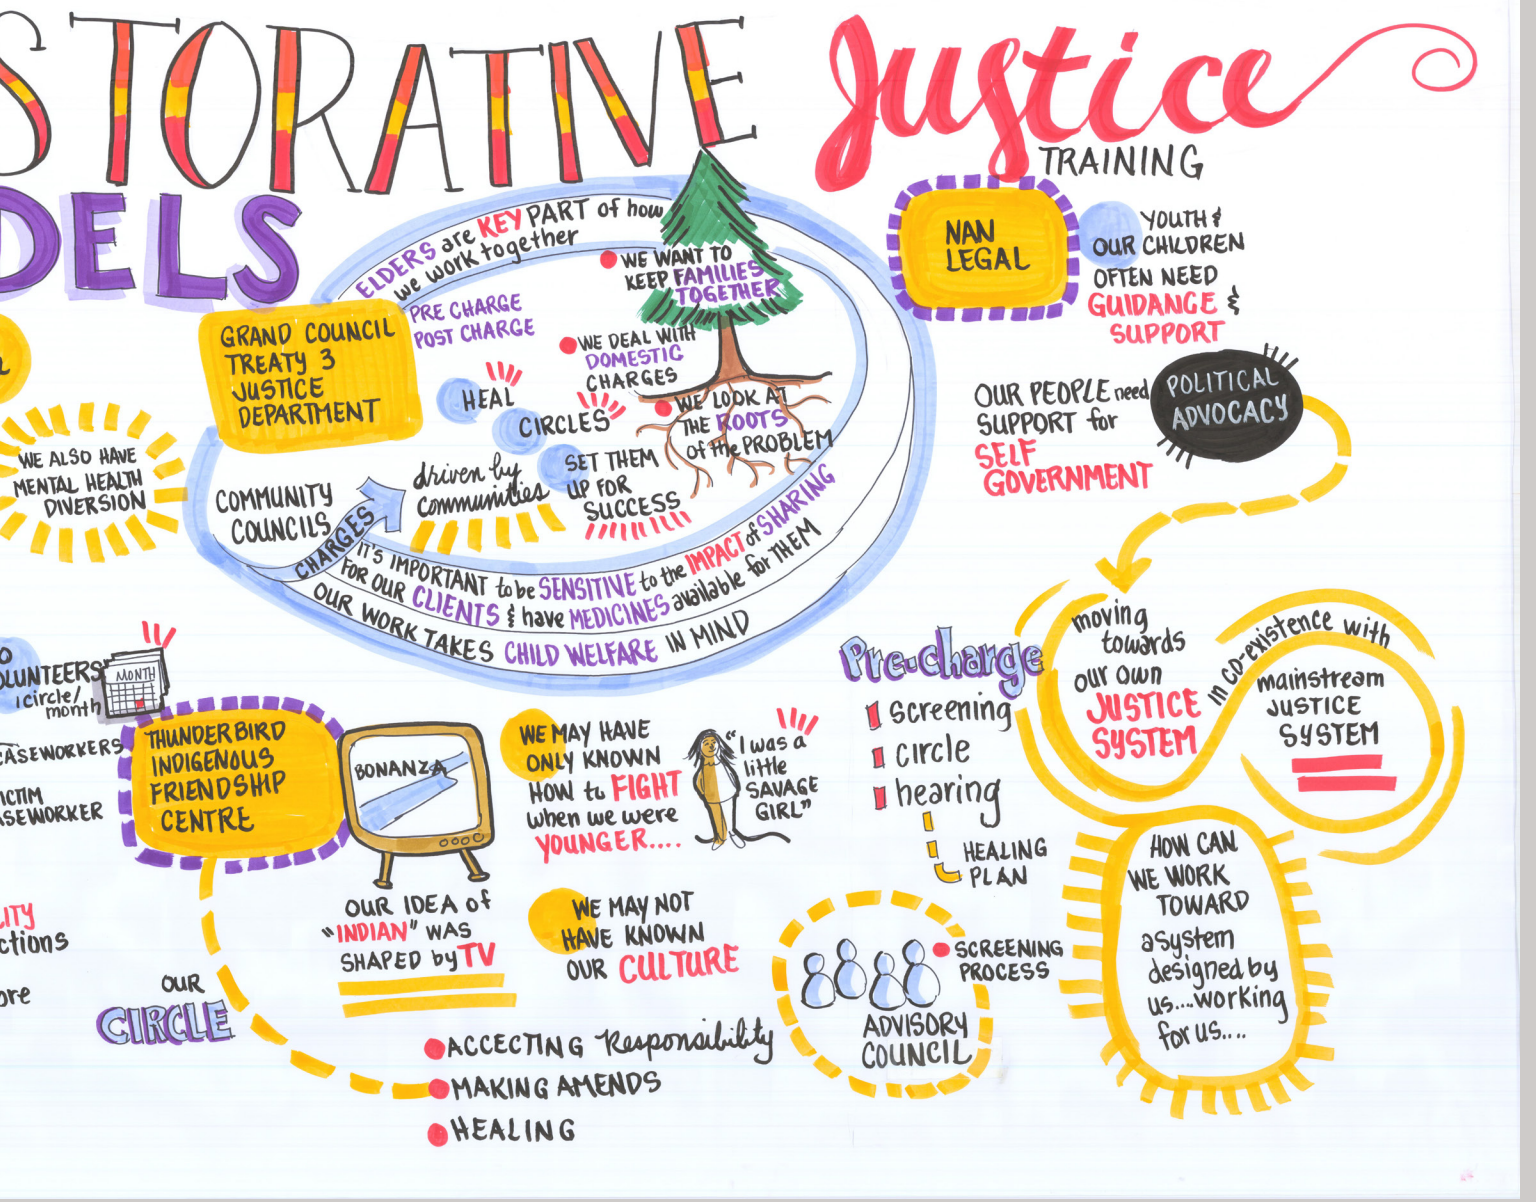 STORATIVE Justice
TRAINING
DELS
GRAND COUNCIL
TREATY 3
JUSTICE
DEPARTMENT
ELDERS are KEY PART of how
we work together
PRE CHARGE
POST CHARGE
WE WANT TO
KEEP FAMILIES
TOGETHER
WE DEAL WITH
DOMESTIC
CHARGES
WE LOOK AT
THE ROOTS
of the PROBLEM
HEAL
CIRCLES
SET THEM
UP FOR
SUCCESS
driven by
communities
COMMUNITY
COUNCILS
CHARGES
IT'S IMPORTANT to be SENSITIVE to the IMPACT of SHARING
FOR OUR CLIENTS & have MEDICINES available for THEM
OUR WORK TAKES CHILD WELFARE IN MIND
WE ALSO HAVE
MENTAL HEALTH
DIVERSION
NAN
LEGAL
YOUTH &
OUR CHILDREN
OFTEN NEED
GUIDANCE &
SUPPORT
OUR PEOPLE need
SUPPORT for
SELF
GOVERNMENT
POLITICAL
ADVOCACY
moving
towards
our own
JUSTICE
SYSTEM
IN CO-existence with
mainstream
JUSTICE
SYSTEM
HOW CAN
WE WORK
TOWARD
a system
designed by
us....working
for us....
Pre-charge
screening
circle
hearing
HEALING
PLAN
SCREENING
PROCESS
ADVISORY
COUNCIL
O
OLUNTEERS
1 circle/
month
MONTH
CASEWORKERS
ICTIM
ASEWORKER
LITY
ctions
ore
THUNDERBIRD
INDIGENOUS
FRIENDSHIP
CENTRE
BONANZA
OUR IDEA of
"INDIAN" WAS
SHAPED by TV
WE MAY HAVE
ONLY KNOWN
HOW to FIGHT
when we were
YOUNGER....
"I was a
little
SAVAGE
GIRL"
WE MAY NOT
HAVE KNOWN
OUR CULTURE
OUR
CIRCLE
ACCECTING Responsibility
MAKING AMENDS
HEALING